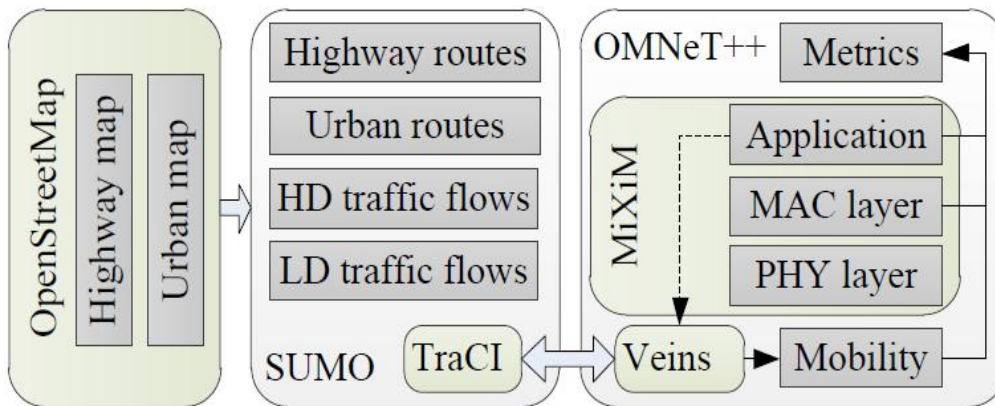 OpenStreetMap
Highway map
Urban map
Highway routes
Urban routes
HD traffic flows
LD traffic flows
SUMO
TraCI
OMNeT++
Metrics
MiXiM
Application
MAC layer
PHY layer
Veins
Mobility